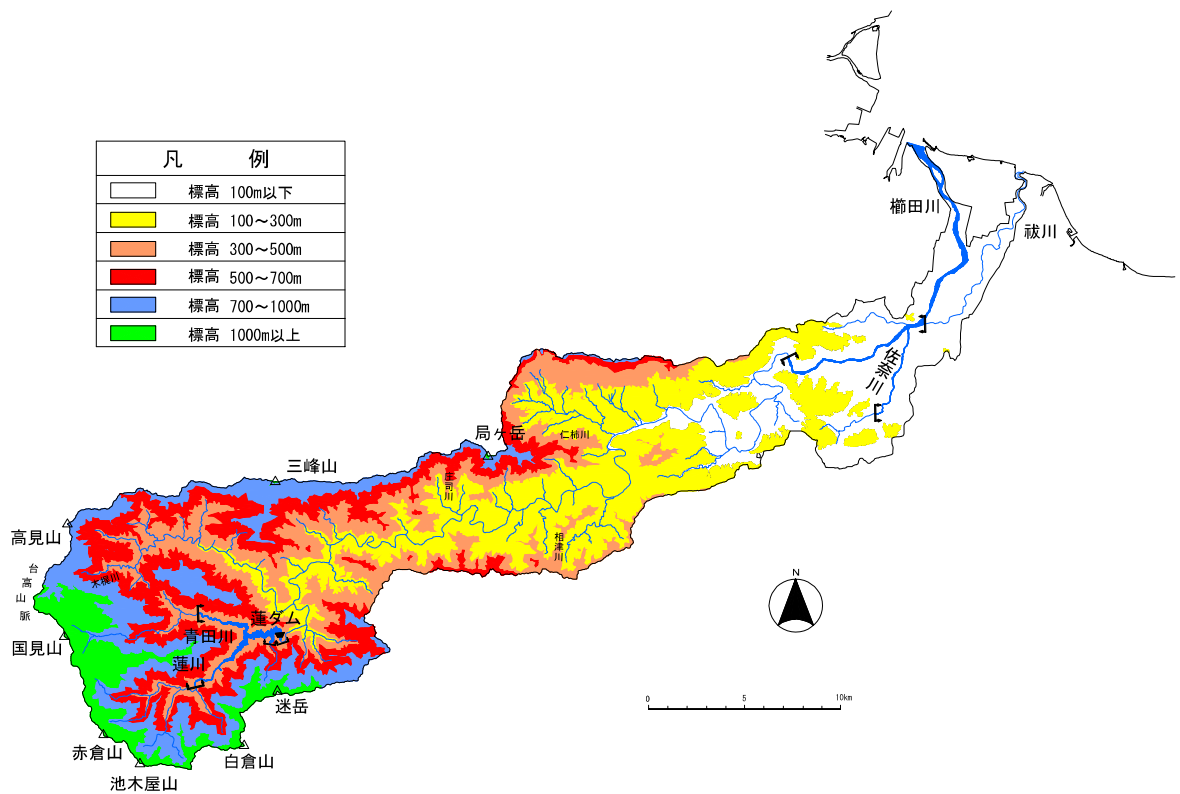 凡 例
標高 100m以下
標高 100～300m
標高 300～500m
標高 500～700m
標高 700～1000m
標高 1000m以上
櫛田川
祓川
佐奈川
局ヶ岳
仁柿川
三峰山
相津川
高見山
台高山脈
木梶川
蓮ダム
青田川
国見山
蓮川
迷岳
赤倉山
白倉山
池木屋山
N
0 5 10km